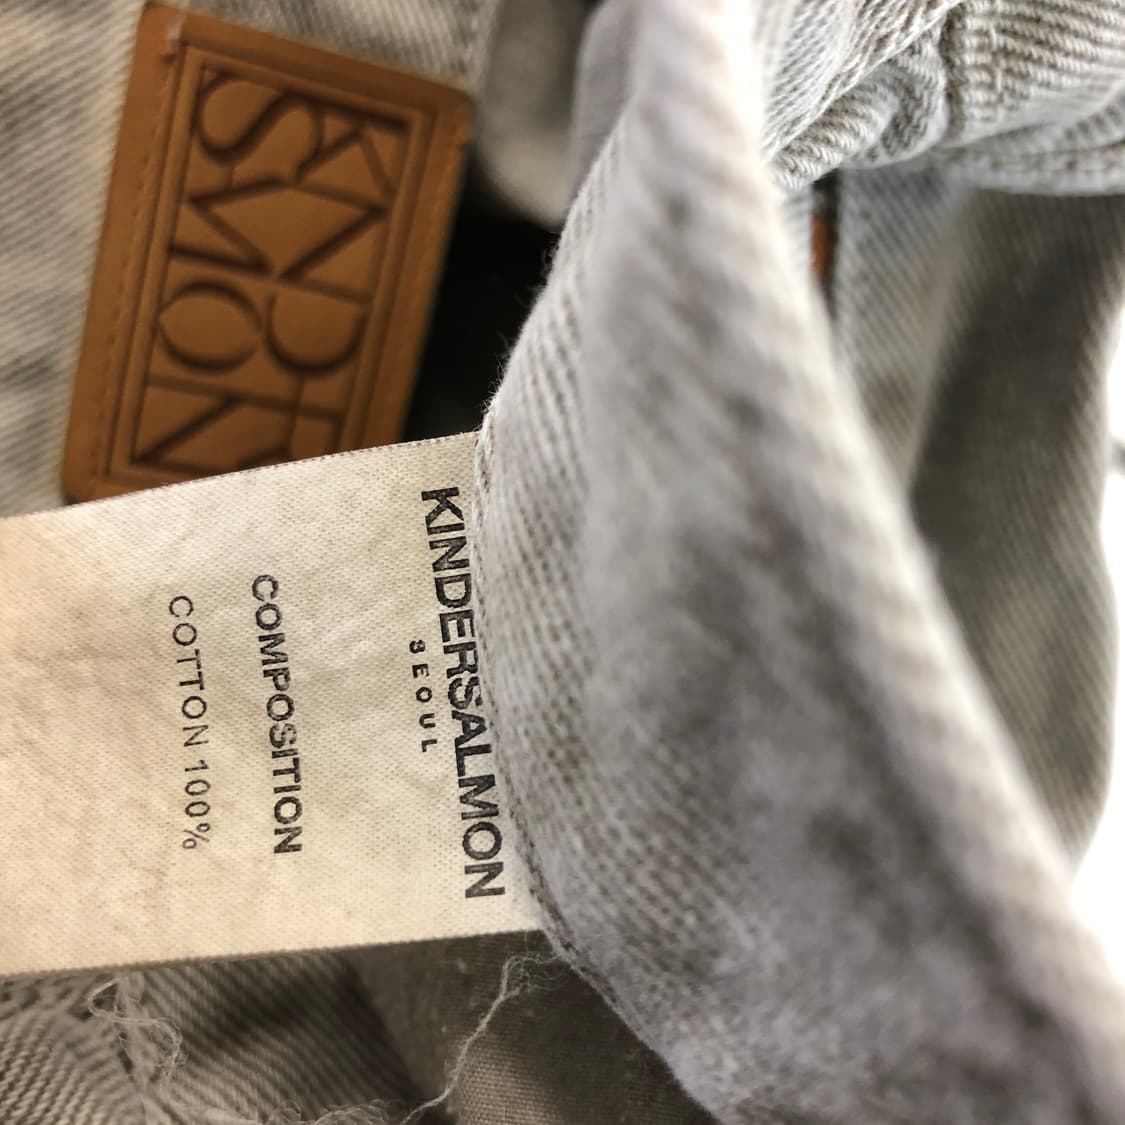 KINDERSALMON
SEOUL
COMPOSITION
COTTON 100%